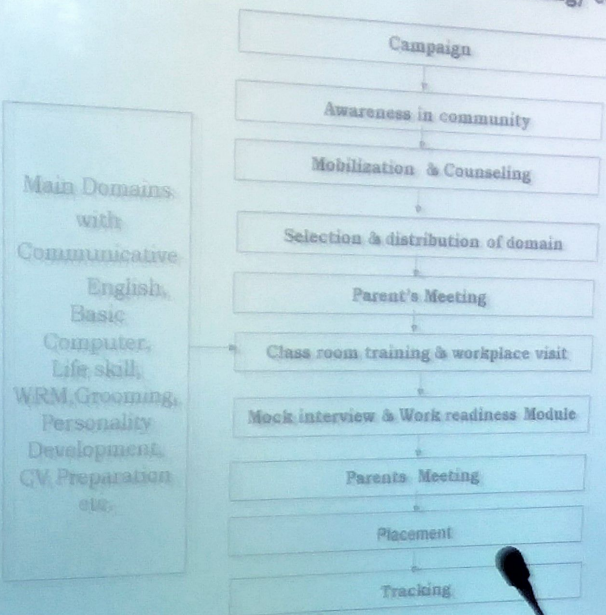 Campaign
Awareness in community
Mobilization & Counseling
Selection & distribution of domain
Parent's Meeting
Class room training & workplace visit
Mock interview & Work readiness Module
Parents Meeting
Placement
Tracking
Main Domains
with
Communicative
English,
Basic
Computer,
Life skill,
WRM,Grooming,
Personality
Development,
CV Preparation
etc.